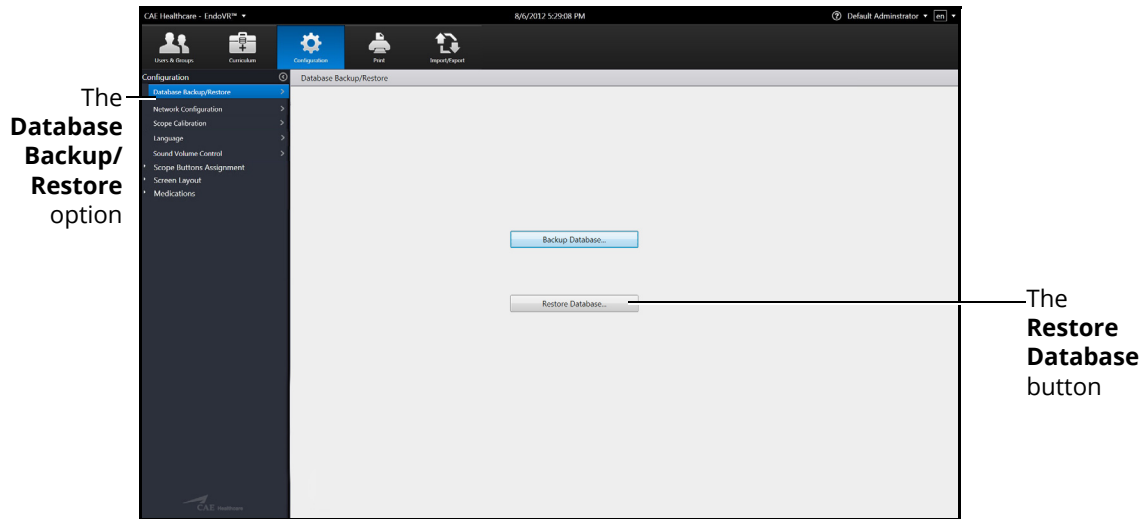 CAE Healthcare - EndoVR™
8/6/2012 5:29:08 PM
Default Adminstrator
en
Users & Groups
Curriculum
Configuration
Print
Import/Export
Configuration
Database Backup/Restore
Database Backup/Restore
Network Configuration
Scope Calibration
Language
Sound Volume Control
Scope Buttons Assignment
Screen Layout
Medications
The
Database
Backup/
Restore
option
Backup Database...
Restore Database...
The
Restore
Database
button
CAE Healthcare